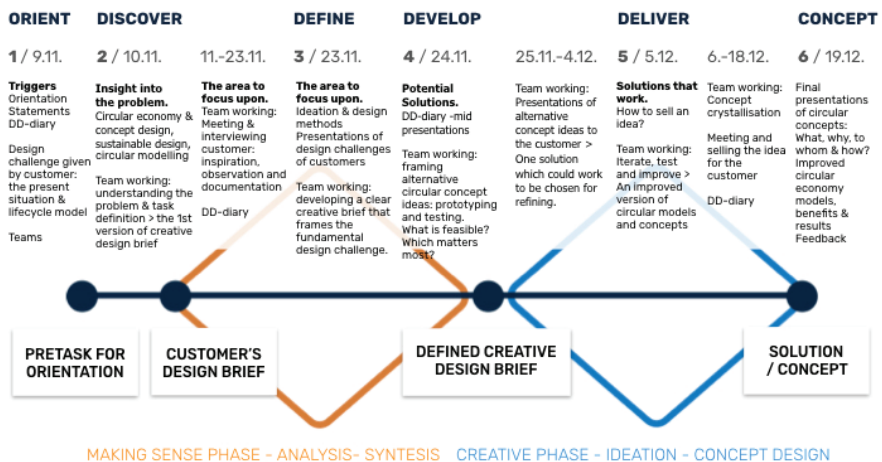 ORIENT
DISCOVER
DEFINE
DEVELOP
DELIVER
CONCEPT
1 / 9.11.
2 / 10.11.
11.-23.11.
3 / 23.11.
4 / 24.11.
25.11.-4.12.
5 / 5.12.
6.-18.12.
6 / 19.12.
Triggers
Orientation
Statements
DD-diary
Design
challenge given
by customer:
the present
situation &
lifecycle model
Teams
Insight into
the problem.
Circular economy &
concept design,
sustainable design,
circular modelling
Team working:
understanding the
problem & task
definition > the 1st
version of creative
design brief
The area to
focus upon.
Team working:
Meeting &
interviewing
customer:
inspiration,
observation and
documentation
DD-diary
The area to
focus upon.
Ideation & design
methods
Presentations of
design challenges
of customers
Team working:
developing a clear
creative brief that
frames the
fundamental
design challenge.
Potential
Solutions.
DD-diary -mid
presentations
Team working:
framing
alternative
circular concept
ideas: prototyping
and testing.
What is feasible?
Which matters
most?
Team working:
Presentations of
alternative
concept ideas to
the customer >
One solution
which could work
to be chosen for
refining.
Solutions that
work.
How to sell an
idea?
Team working:
Iterate, test
and improve >
An improved
version of
circular models
and concepts
Team working:
Concept
crystallisation
Meeting and
selling the idea
for the
customer
DD-diary
Final
presentations
of circular
concepts:
What, why, to
whom & how?
Improved
circular
economy
models,
benefits &
results
Feedback
PRETASK FOR
ORIENTATION
CUSTOMER'S
DESIGN BRIEF
DEFINED CREATIVE
DESIGN BRIEF
SOLUTION
/ CONCEPT
MAKING SENSE PHASE - ANALYSIS- SYNTESIS
CREATIVE PHASE - IDEATION - CONCEPT DESIGN